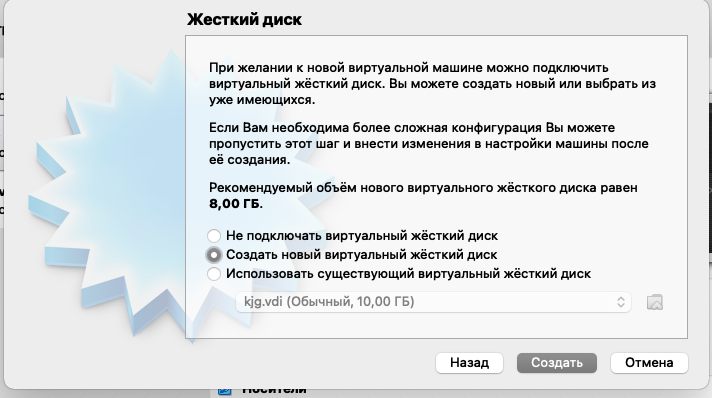 Жесткий диск
При желании к новой виртуальной машине можно подключить
виртуальный жёсткий диск. Вы можете создать новый или выбрать из
уже имеющихся.
Если Вам необходима более сложная конфигурация Вы можете
пропустить этот шаг и внести изменения в настройки машины после
её создания.
Рекомендуемый объём нового виртуального жёсткого диска равен
8,00 ГБ.
Не подключать виртуальный жёсткий диск
Создать новый виртуальный жёсткий диск
Использовать существующий виртуальный жёсткий диск
kjg.vdi (Обычный, 10,00 ГБ)
Назад
Создать
Отмена
Носители